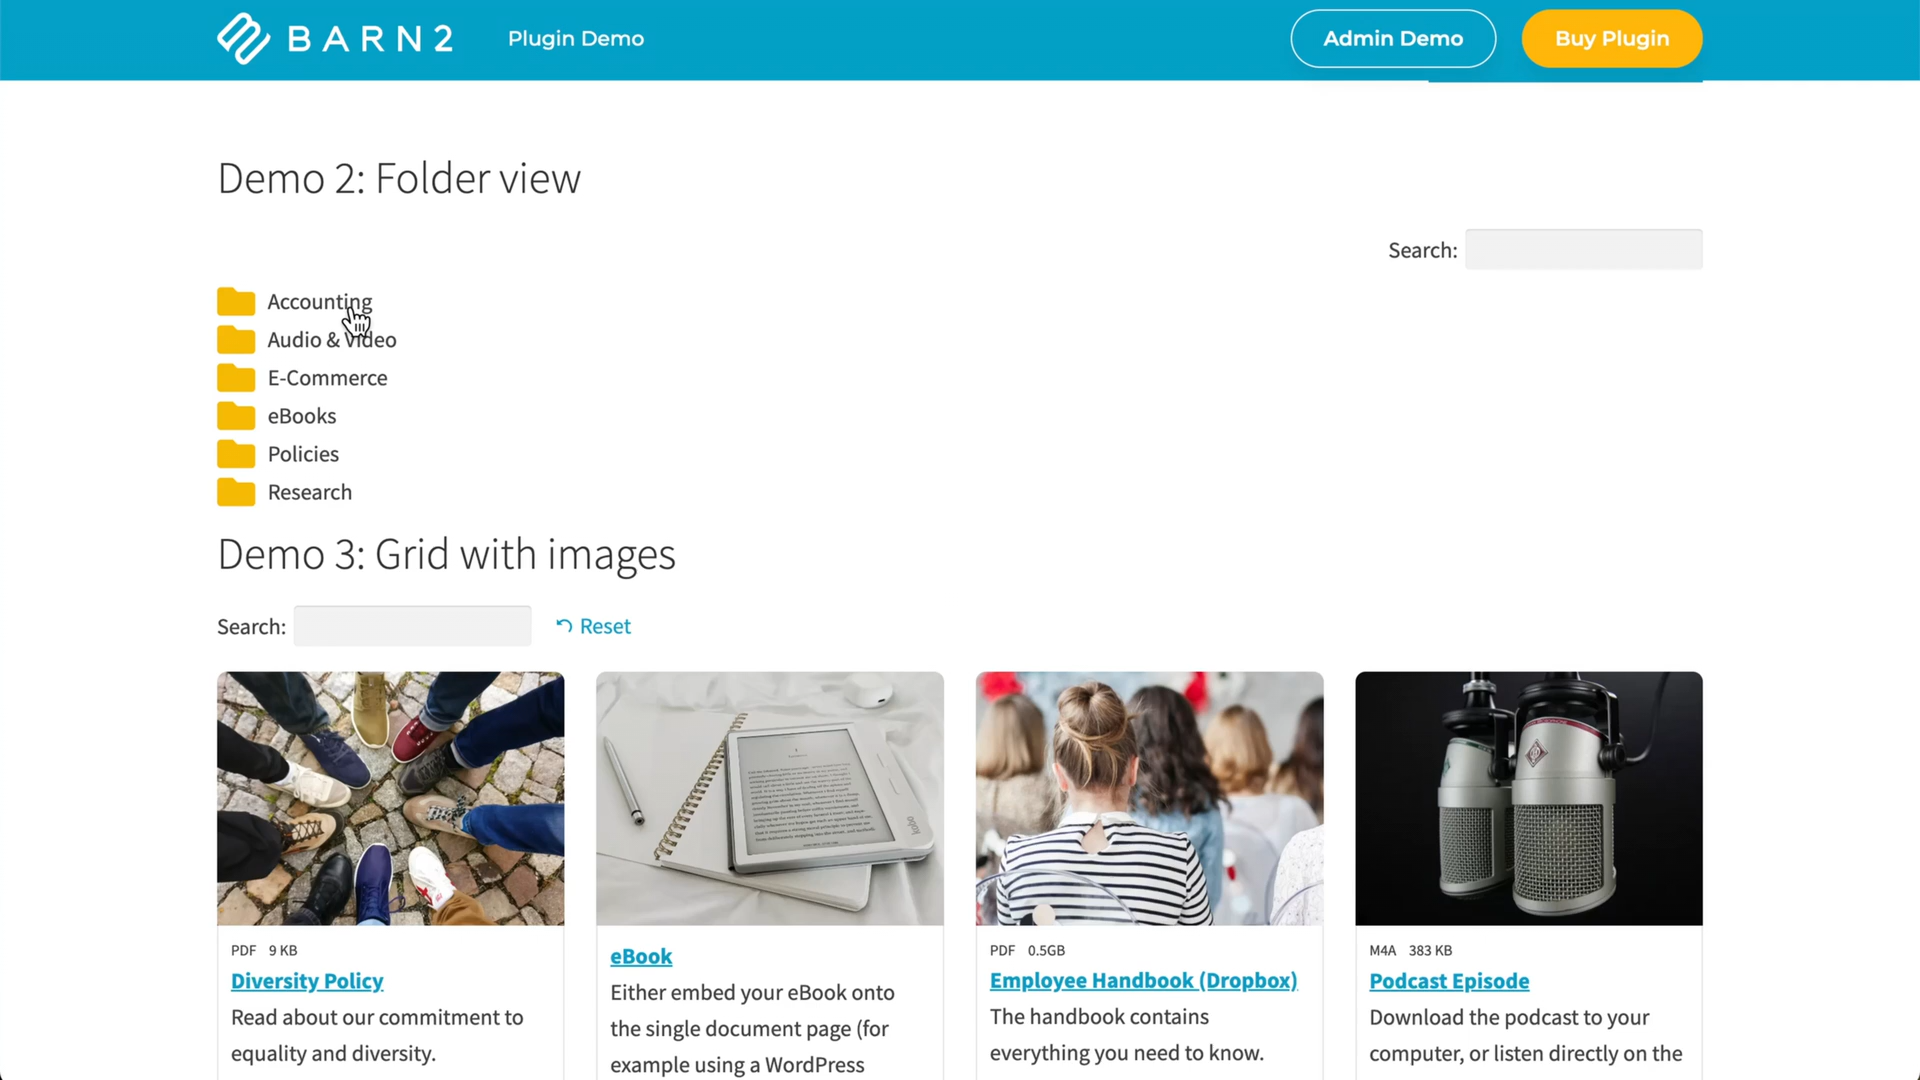 BARN2
Plugin Demo
Admin Demo
Buy Plugin
Demo 2: Folder view
Search:
Accounting
Audio & Video
E-Commerce
eBooks
Policies
Research
Demo 3: Grid with images
Search:
Reset
PDF 9 KB
Diversity Policy
Read about our commitment to
equality and diversity.
eBook
Either embed your eBook onto
the single document page (for
example using a WordPress
PDF 0.5GB
Employee Handbook (Dropbox)
The handbook contains
everything you need to know.
M4A 383 KB
Podcast Episode
Download the podcast to your
computer, or listen directly on the